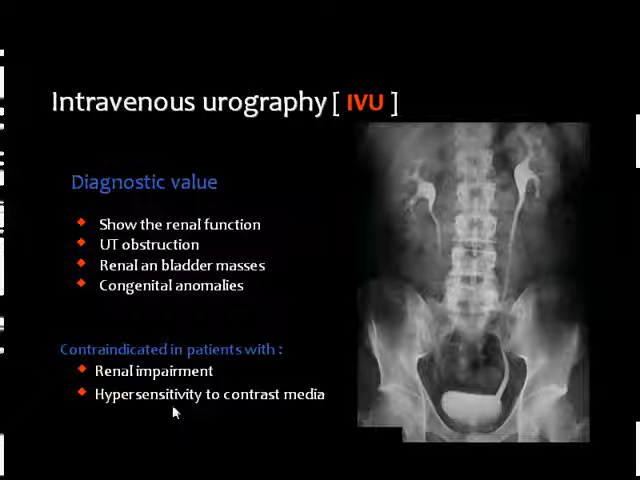 Intravenous urography [ IVU ]
Diagnostic value
Show the renal function
UT obstruction
Renal an bladder masses
Congenital anomalies
Contraindicated in patients with :
Renal impairment
Hypersensitivity to contrast media